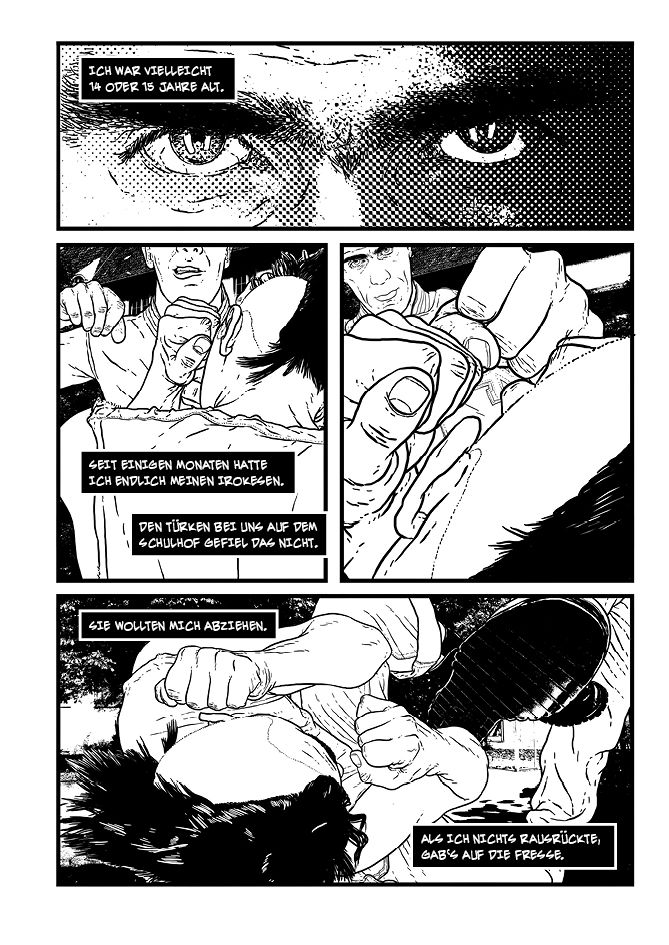 ICH WAR VIELLEICHT
14 ODER 15 JAHRE ALT.
SEIT EINIGEN MONATEN HATTE
ICH ENDLICH MEINEN IROKESEN.
DEN TÜRKEN BEI UNS AUF DEM
SCHULHOF GEFIEL DAS NICHT.
SIE WOLLTEN MICH ABZIEHEN.
ALS ICH NICHTS RAUSRÜCKTE,
GAB'S AUF DIE FRESSE.